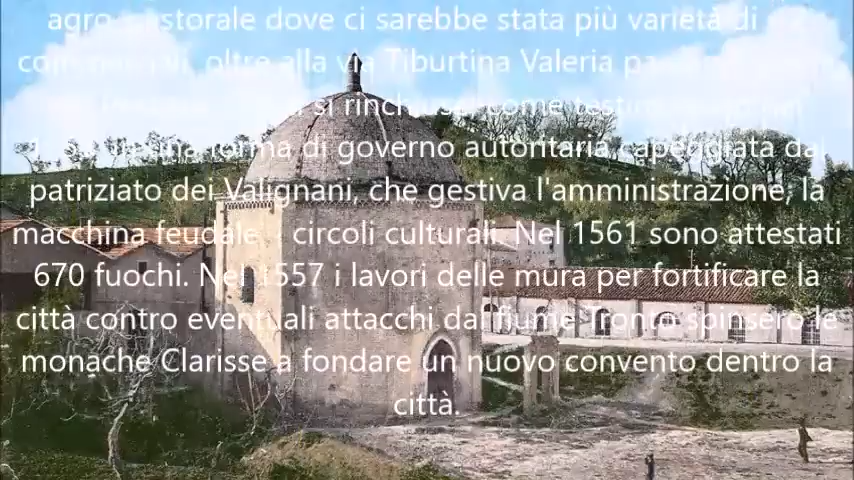 agro-pastorale dove ci sarebbe stata più varietà di
oltre alla via Tiburtina Valeria
si rinchiuse come
forma di governo autoritaria capeggiata dal
patriziato dei Valignani, che gestiva l'amministrazione, la
macchina feudale, i circoli culturali. Nel 1561 sono attestati
670 fuochi. Nel 1557 i lavori delle mura per fortificare la
città contro eventuali attacchi dal fiume Tronto spinsero le
monache Clarisse a fondare un nuovo convento dentro la
città.